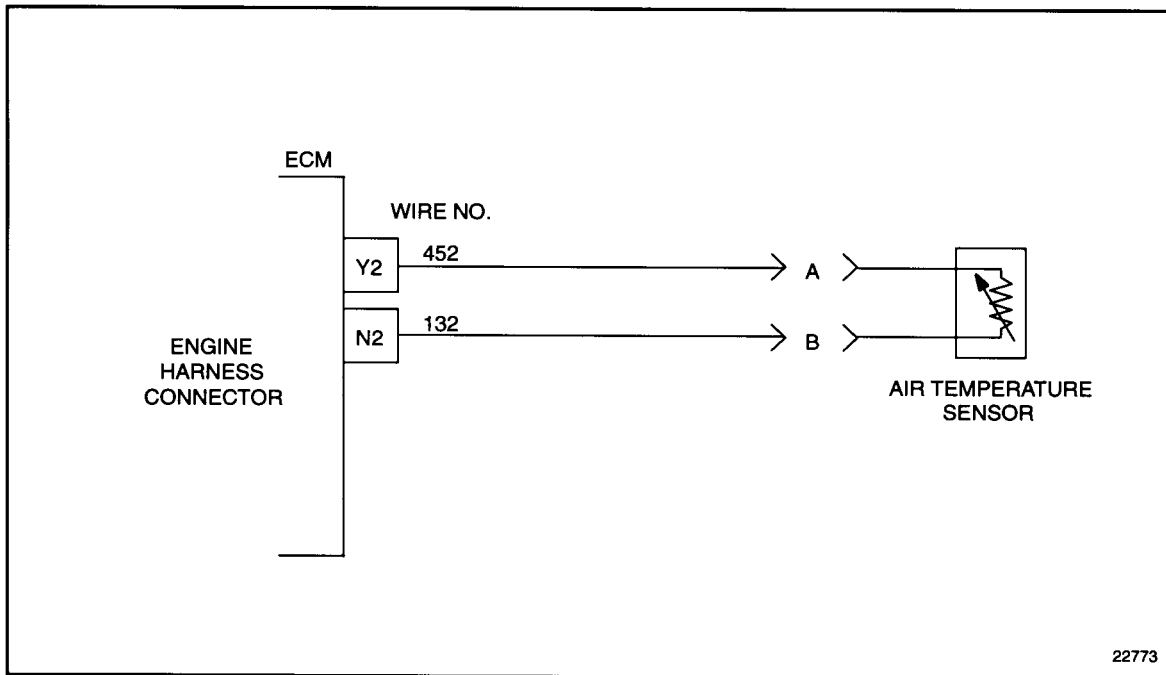 ECM
WIRE NO.
Y2
452
A
N2
132
B
ENGINE
HARNESS
CONNECTOR
AIR TEMPERATURE
SENSOR
22773